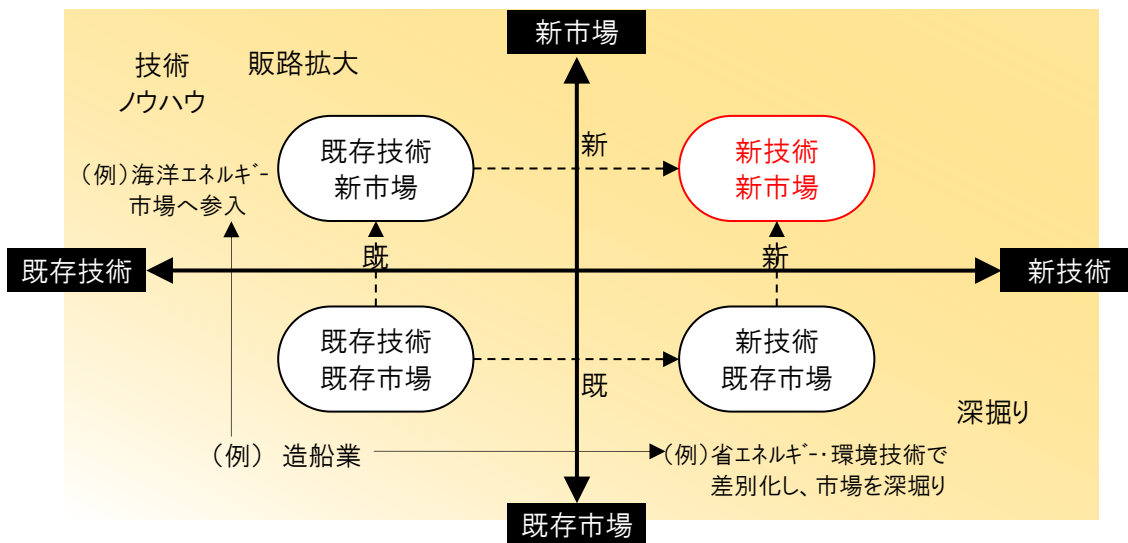 新市場
技術
ノウハウ
販路拡大
既存技術
新市場
新
新技術
新市場
（例）海洋エネルギー
市場へ参入
既
新
既存技術
新技術
既存技術
既存市場
既
新技術
既存市場
深掘り
（例） 造船業
（例）省エネルギー・環境技術で
差別化し、市場を深掘り
既存市場